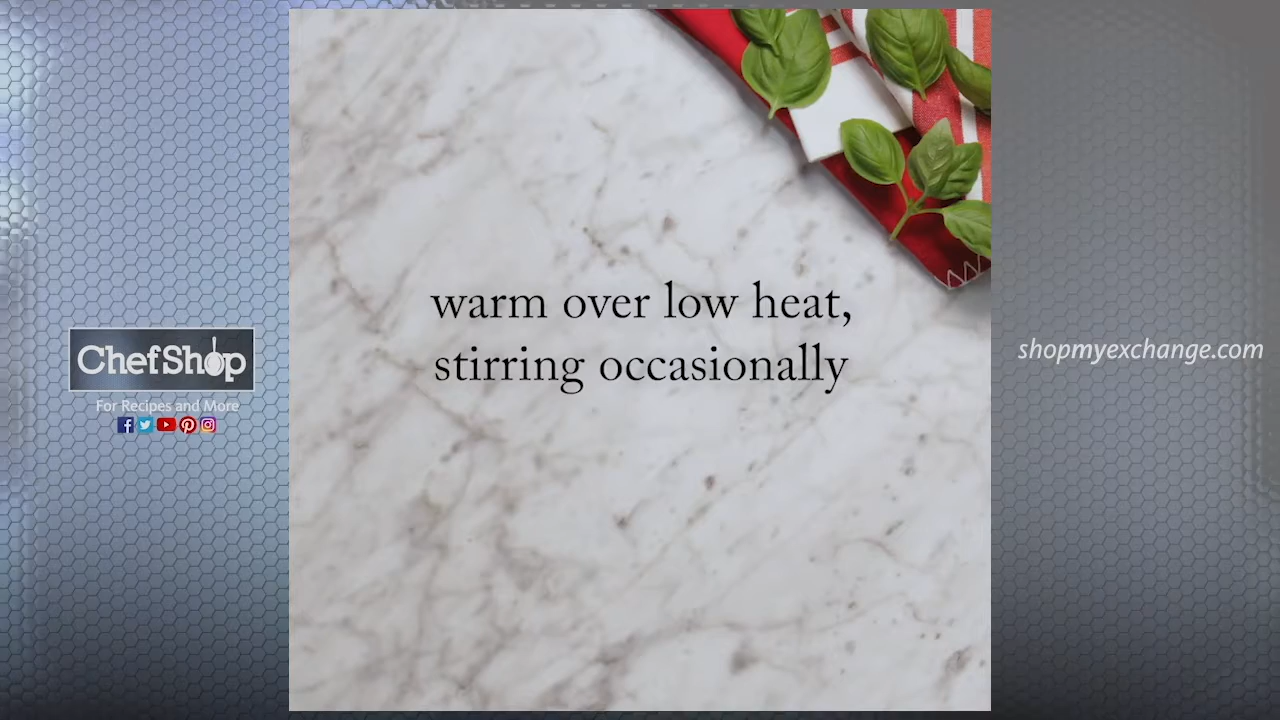 warm over low heat,
stirring occasionally
ChefShop
For Recipes and More
shopmyexchange.com